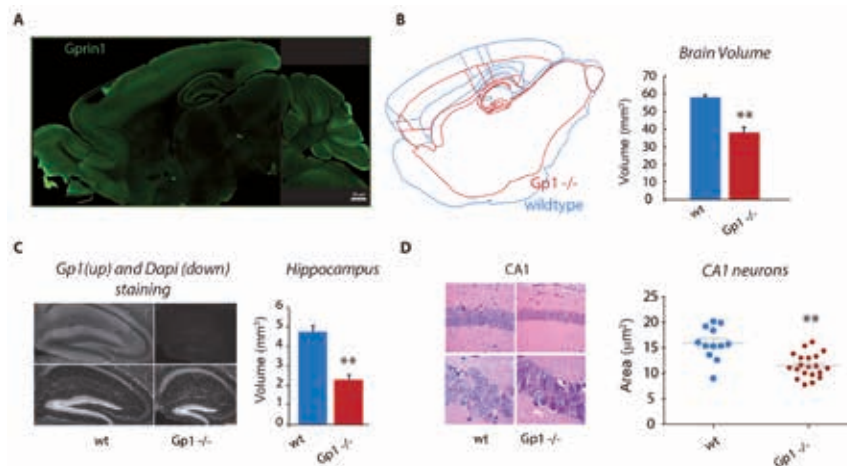 A
Gprin1
B
Gp1 -/-
wildtype
Brain Volume
Volume (mm³)
70
60
50
40
30
20
10
0
**
wt
Gp1 -/-
C
Gp1(up) and Dapi (down)
staining
wt
Gp1 -/-
Hippocampus
Volume (mm³)
6
5
4
3
2
1
0
**
wt
Gp1 -/-
D
CA1
wt
Gp1 -/-
CA1 neurons
Area (µm²)
25
20
15
10
5
0
**
wt
Gp1 -/-